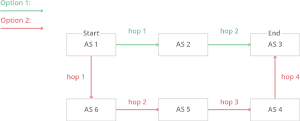 Option 1:
Option 2:
Start
hop 1
hop 2
End
AS 1
AS 2
AS 3
hop 1
hop 4
hop 2
hop 3
AS 6
AS 5
AS 4